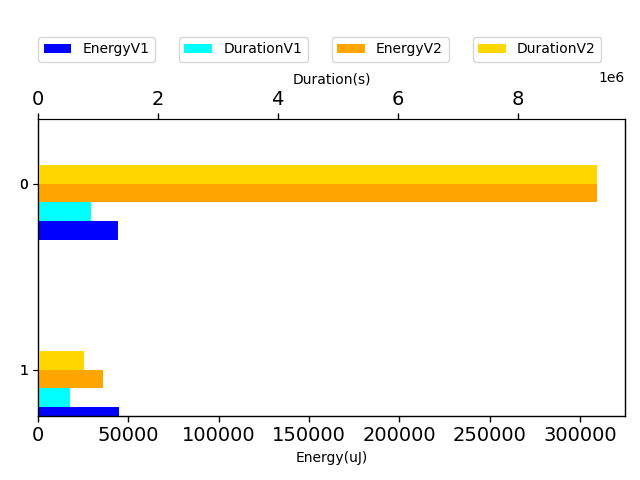 EnergyV1 DurationV1 EnergyV2 DurationV2
Duration(s)
1e6
0 2 4 6 8
0
1
0 50000 100000 150000 200000 250000 300000
Energy(uJ)